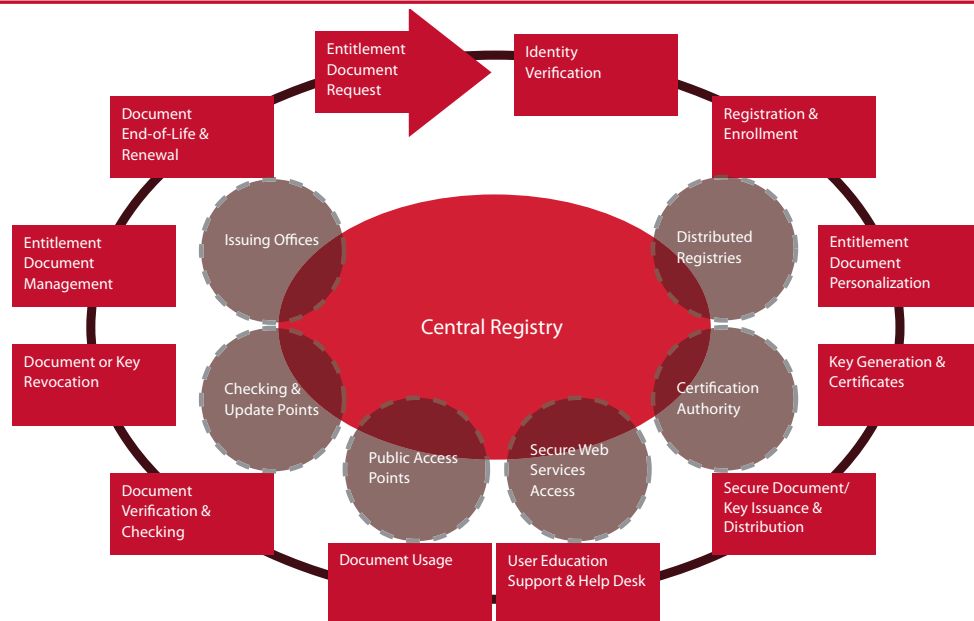 Entitlement
Document
Request
Identity
Verification
Registration &
Enrollment
Entitlement
Document
Personalization
Key Generation &
Certificates
Secure Document/
Key Issuance &
Distribution
User Education
Support & Help Desk
Document Usage
Document
Verification &
Checking
Document or Key
Revocation
Entitlement
Document
Management
Document
End-of-Life &
Renewal
Issuing Offices
Distributed
Registries
Central Registry
Checking &
Update Points
Certification
Authority
Public Access
Points
Secure Web
Services
Access